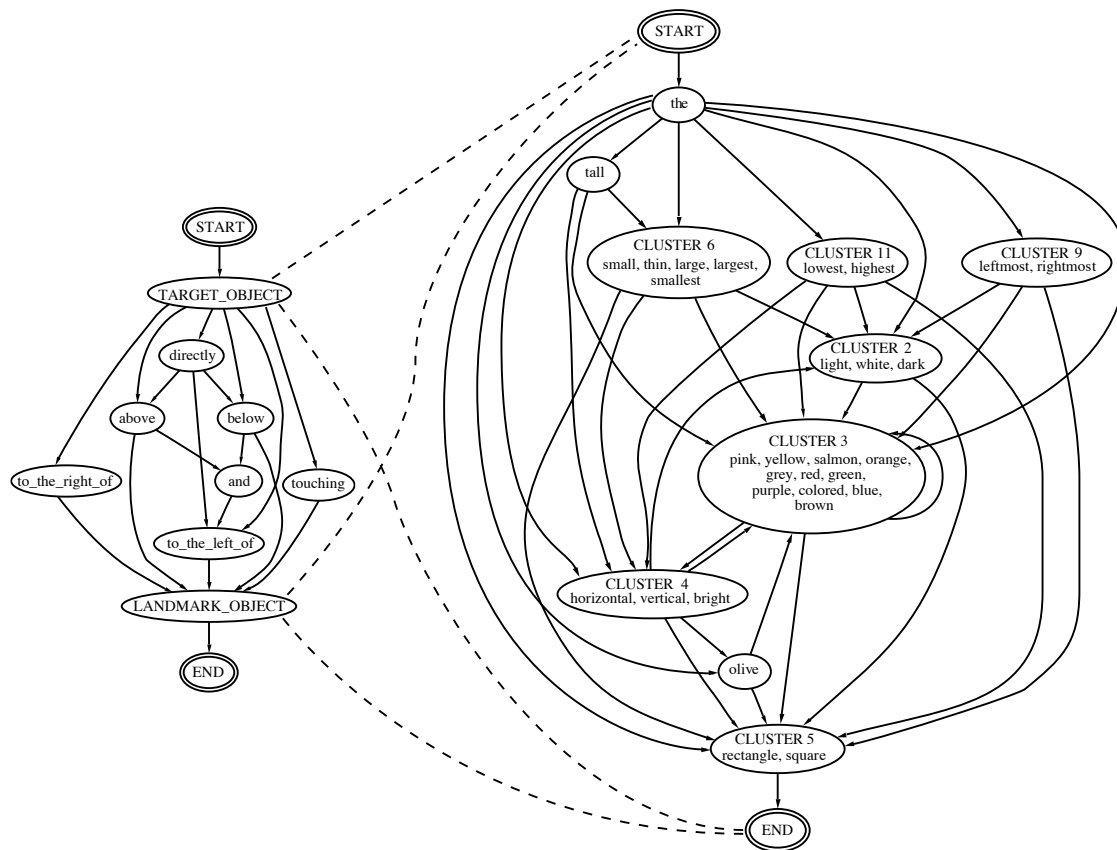 START
TARGET_OBJECT
directly
above
below
to_the_right_of
and
touching
to_the_left_of
LANDMARK_OBJECT
END
START
the
tall
CLUSTER 6
small, thin, large, largest,
smallest
CLUSTER 11
lowest, highest
CLUSTER 9
leftmost, rightmost
CLUSTER 2
light, white, dark
CLUSTER 3
pink, yellow, salmon, orange,
grey, red, green,
purple, colored, blue,
brown
CLUSTER 4
horizontal, vertical, bright
olive
CLUSTER 5
rectangle, square
END